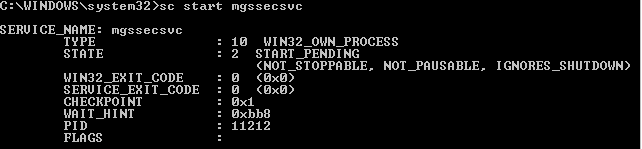 C:\WINDOWS\system32>sc start mgssecsvc
SERVICE_NAME: mgssecsvc
TYPE : 10 WIN32_OWN_PROCESS
STATE : 2 START_PENDING
(NOT_STOPPABLE, NOT_PAUSABLE, IGNORES_SHUTDOWN)
WIN32_EXIT_CODE : 0 (0x0)
SERVICE_EXIT_CODE : 0 (0x0)
CHECKPOINT : 0x1
WAIT_HINT : 0xbb8
PID : 11212
FLAGS :